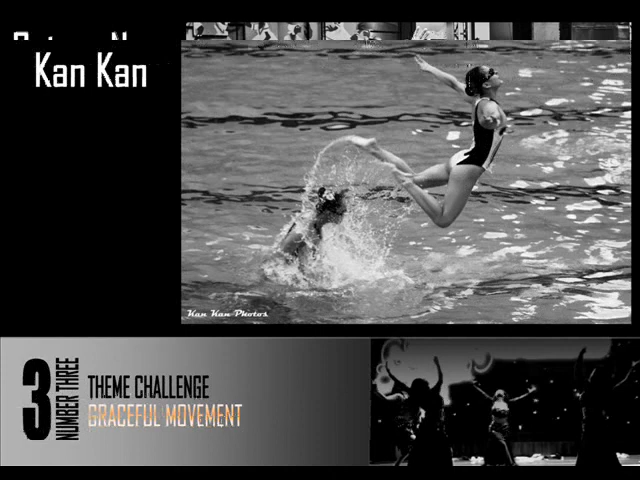 Kan Kan
Kan Kan Photos
3
NUMBER THREE
THEME CHALLENGE
GRACEFUL MOVEMENT